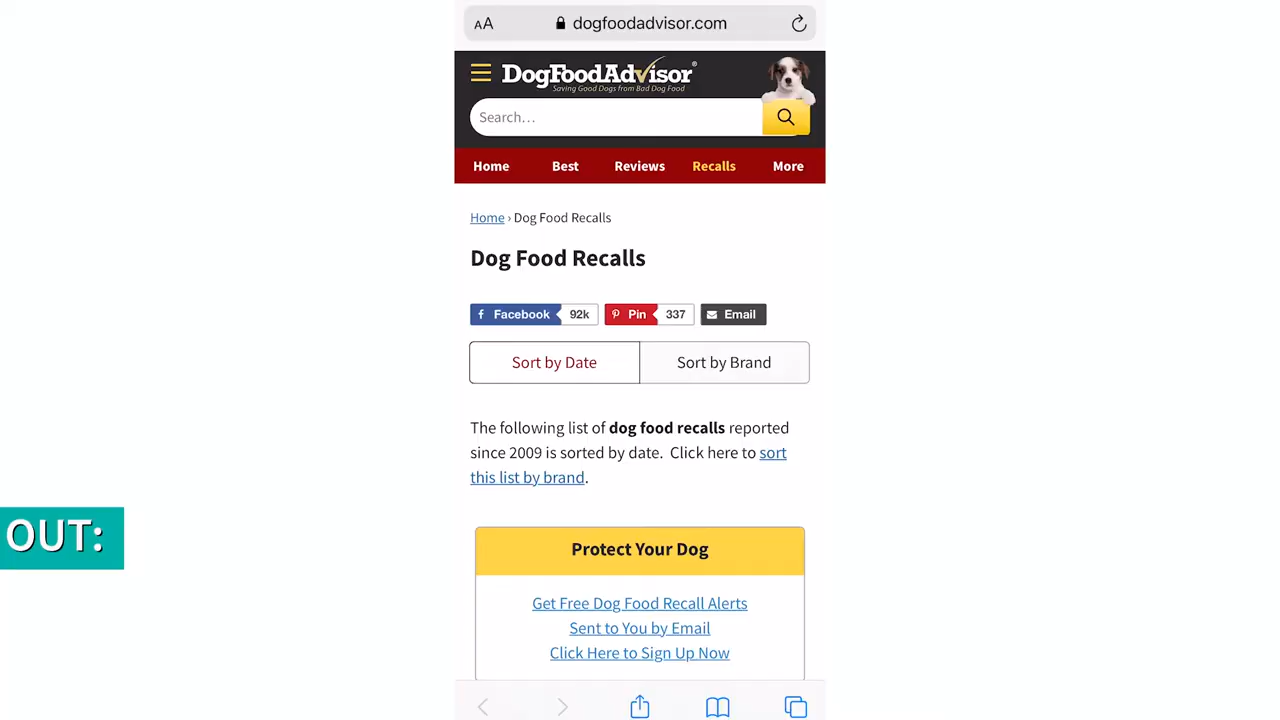 AA dogfoodadvisor.com
DogFoodAdvisor®
Saving Good Dogs from Bad Dog Food
Search…
Home Best Reviews Recalls More
Home › Dog Food Recalls
Dog Food Recalls
Facebook 92k Pin 337 Email
Sort by Date Sort by Brand
The following list of dog food recalls reported
since 2009 is sorted by date. Click here to sort
this list by brand.
OUT:
Protect Your Dog
Get Free Dog Food Recall Alerts
Sent to You by Email
Click Here to Sign Up Now